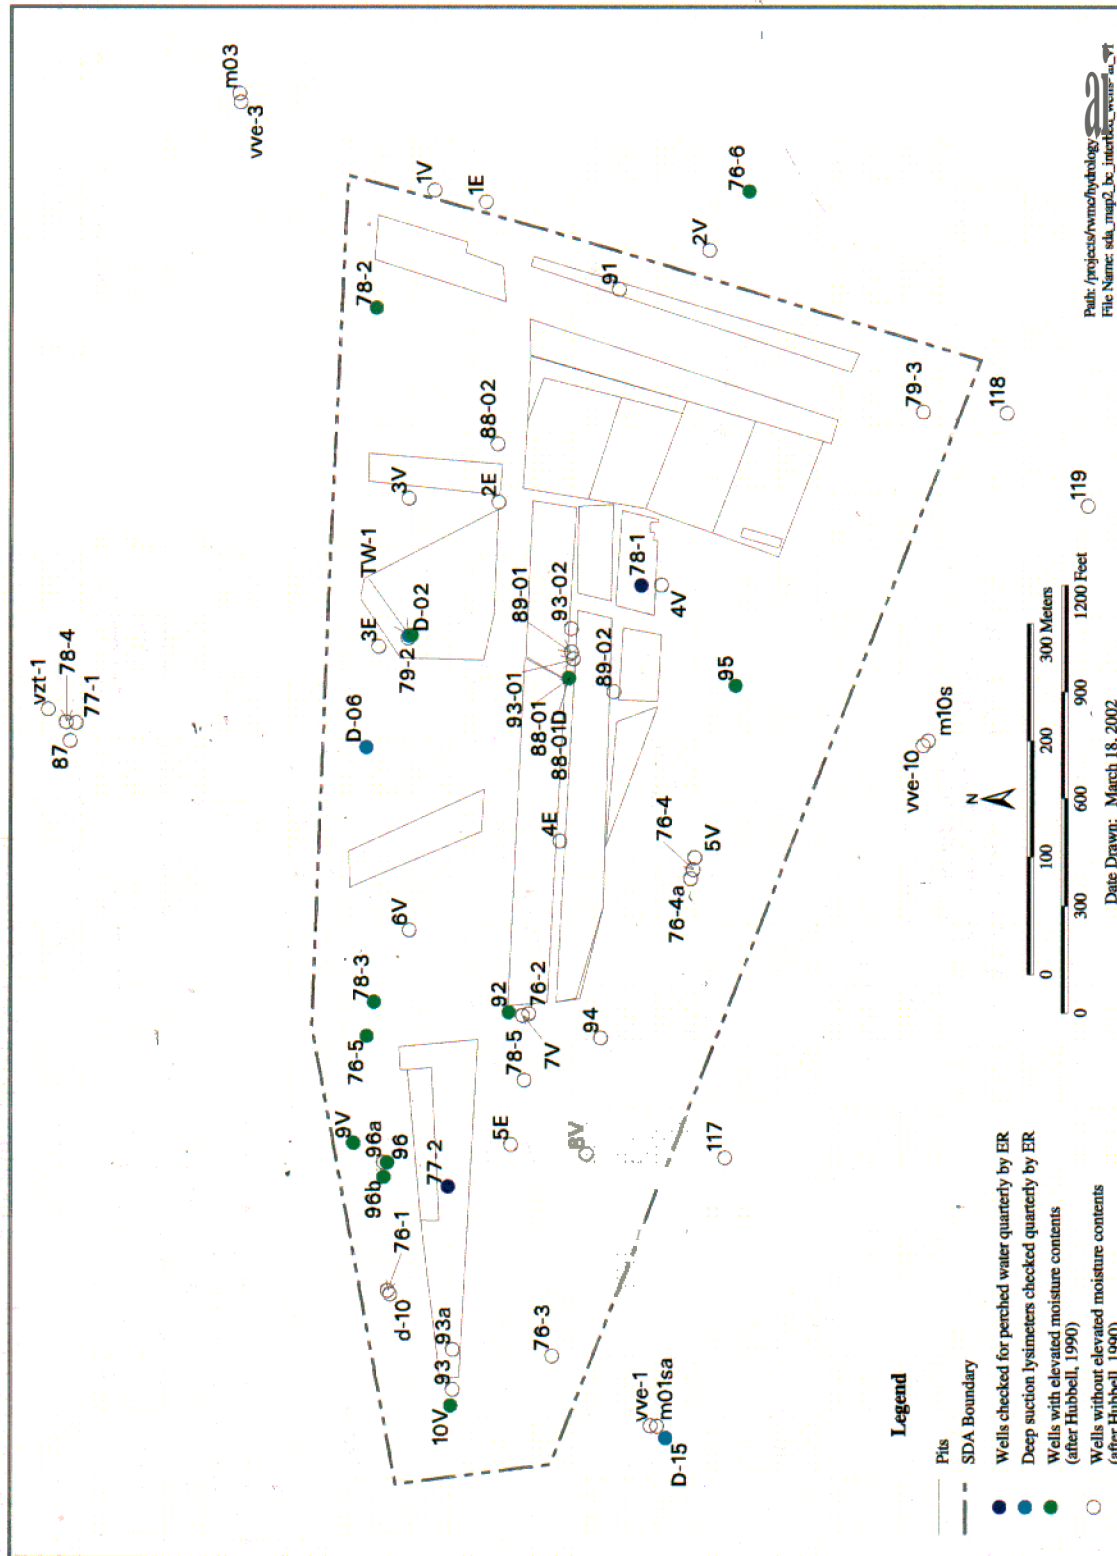 m03
vve-3
1V
1E
76-6
2V
91
78-2
79-3
118
88-02
3V
2E
119
TW-1
D-02
3E
79-2
89-01
93-02
78-1
4V
93-01
88-01
88-01D
89-02
95
vzt-1
78-4
77-1
87
D-06
m10s
vve-10
4E
76-4
5V
76-4a
6V
78-3
76-5
92
76-2
7V
78-5
94
9V
96a
96
96b
77-2
5E
8V
117
76-1
d-10
93a
93
10V
76-3
vve-1
m01sa
D-15
N
0 100 200 300 Meters
0 300 600 900 1200 Feet
Date Drawn: March 18, 2002
Path: /projects/rwmc/hydrology
File Name: sda_map2_bc_interbed_wells-
Legend
Pits
SDA Boundary
Wells checked for perched water quarterly by ER
Deep suction lysimeters checked quarterly by ER
Wells with elevated moisture contents
(after Hubbell, 1990)
Wells without elevated moisture contents
(after Hubbell, 1990)